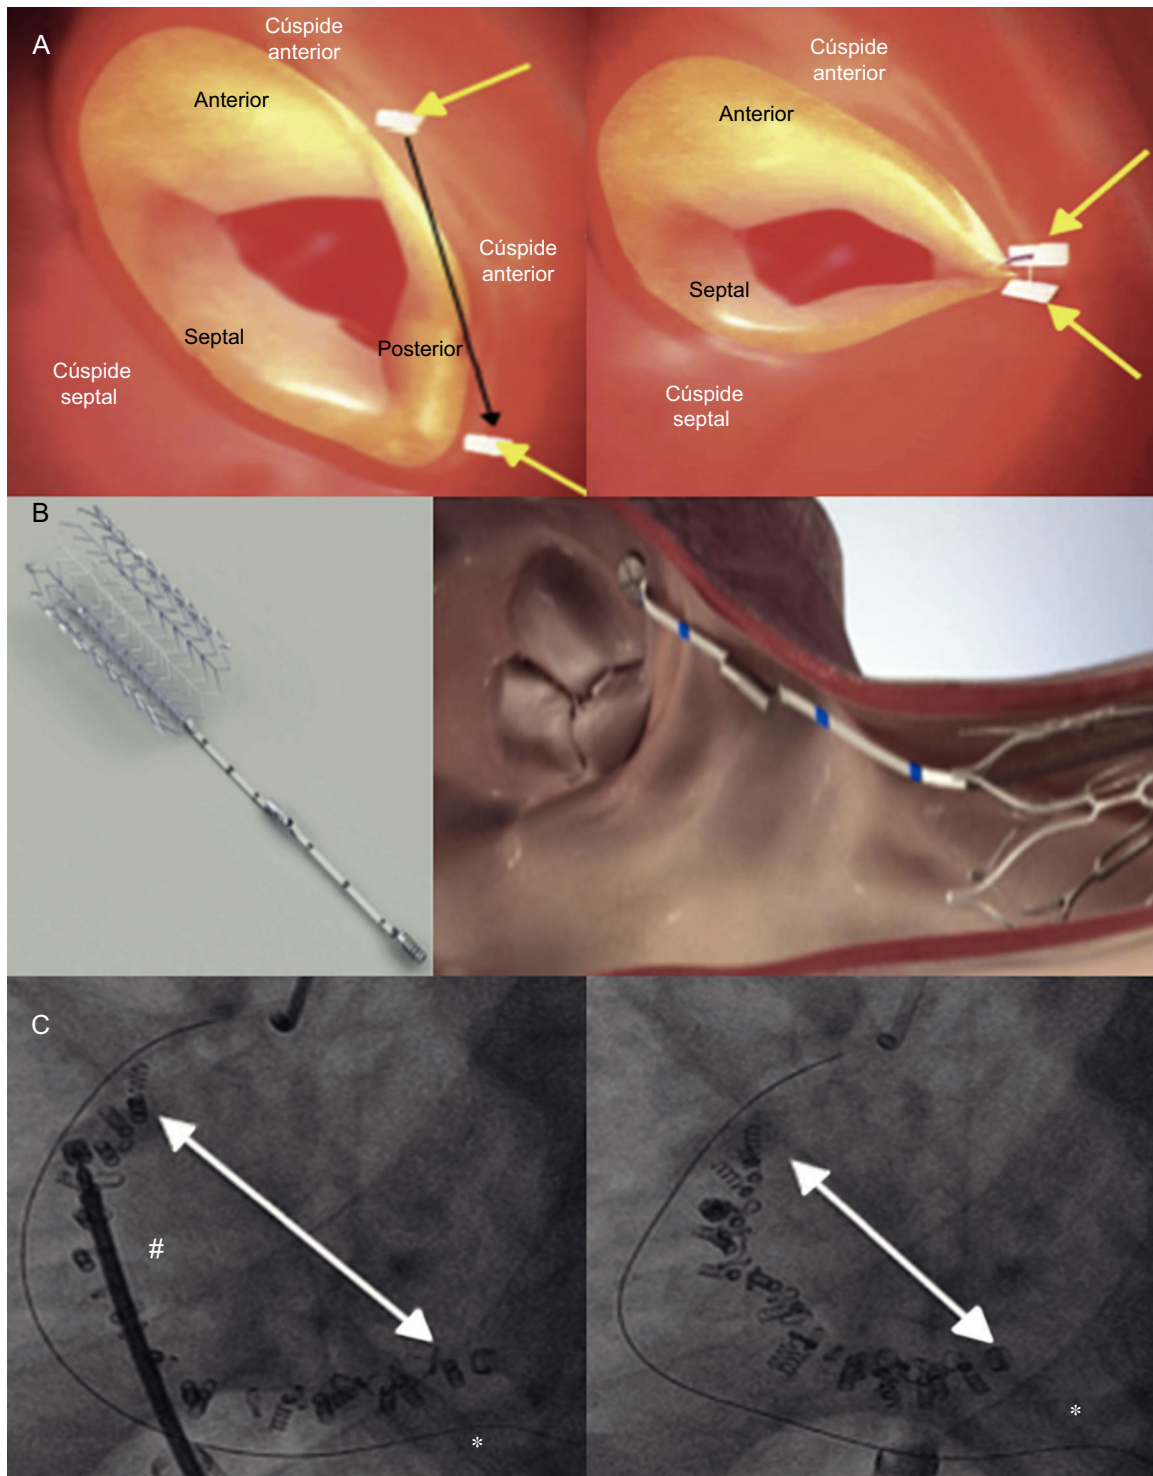 A
Cúspide
anterior
Anterior
Cúspide
anterior
Septal
Posterior
Cúspide
septal
Cúspide
anterior
Anterior
Septal
Cúspide
septal
B
C
#
*
*